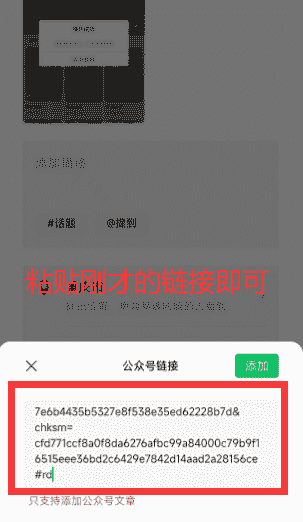 #话题
@提到
粘贴刚才的链接即可
公众号链接
添加
7e6b4435b5327e8f538e35ed62228b7d&
chksm=
cfd771ccf8a0f8da6276afbc99a84000c79b9f1
6515eee36bd2c6429e7842d14aad2a28156ce
#rd
只支持添加公众号文章